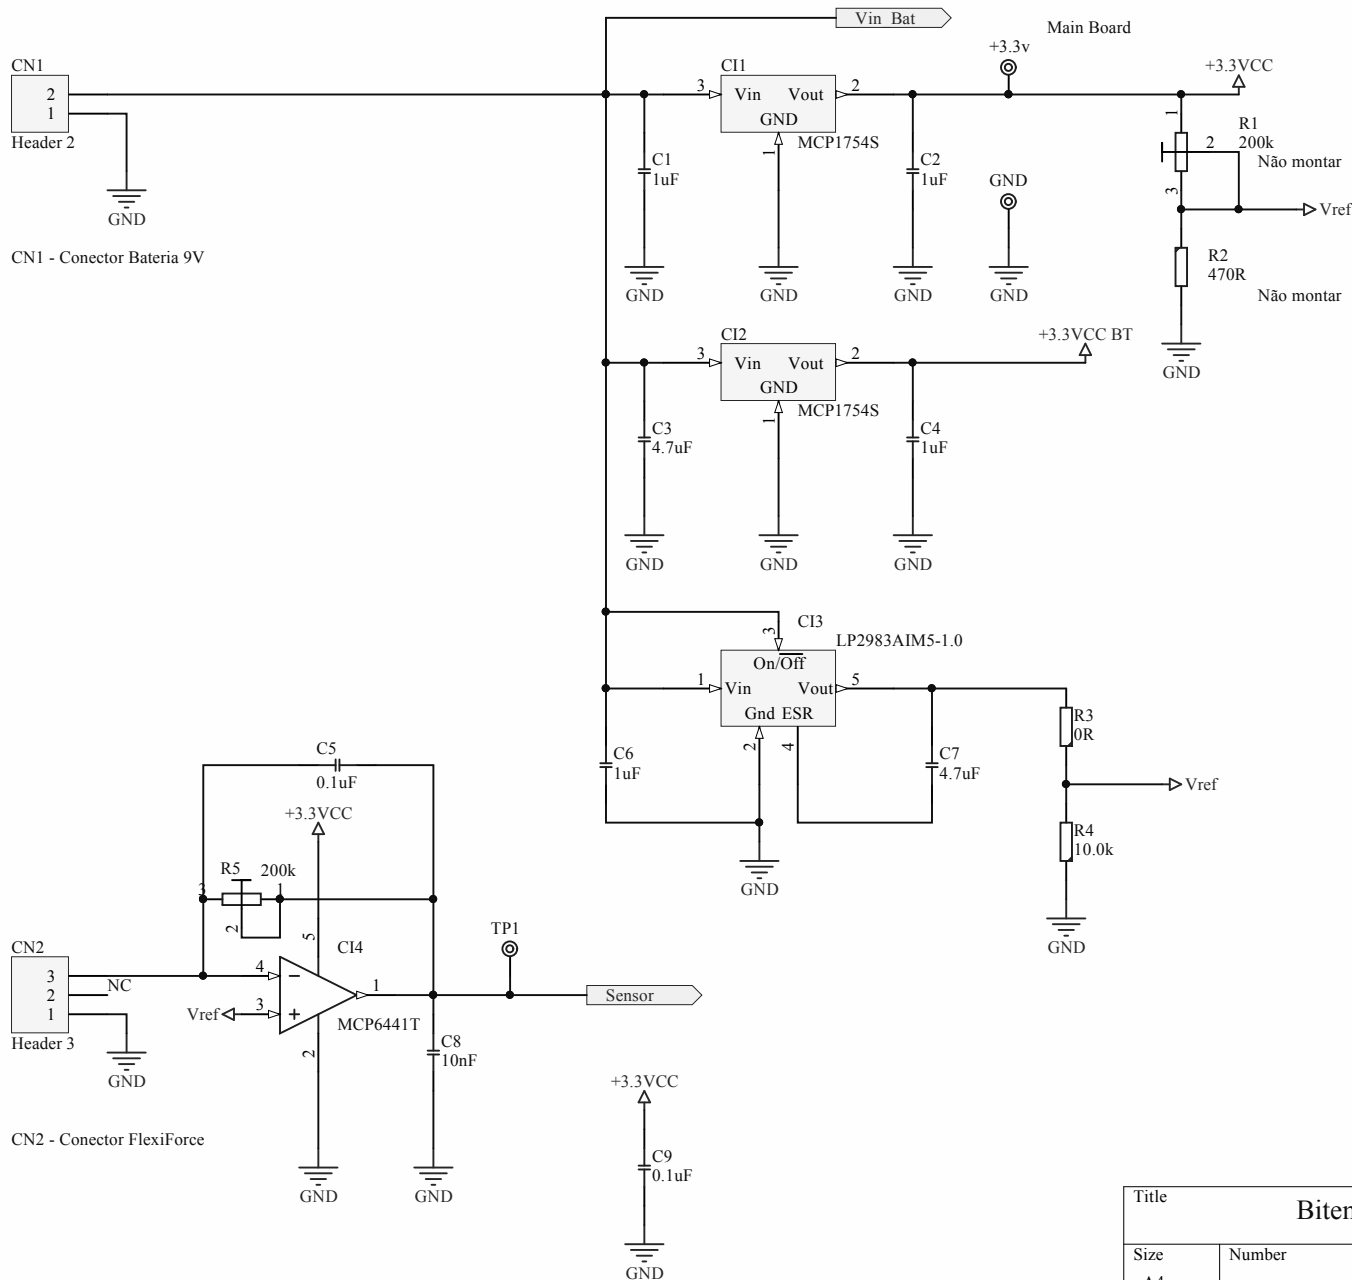 Vin Bat
Main Board
+3.3v
CN1
2
1
Header 2
GND
CN1 - Conector Bateria 9V
CI1
3
Vin
Vout
2
GND
MCP1754S
1
C1
1uF
GND
GND
C2
1uF
GND
GND
GND
+3.3VCC
1
R1
200k
2
Não montar
3
Vref
R2
470R
Não montar
GND
CI2
3
Vin
Vout
2
GND
MCP1754S
1
+3.3VCC BT
C3
4.7uF
C4
1uF
GND
GND
GND
CI3
3
LP2983AIM5-1.0
On/Off
1
Vin
Vout
5
Gnd
ESR
2
4
C6
1uF
C7
4.7uF
GND
R3
0R
Vref
R4
10.0k
GND
C5
0.1uF
+3.3VCC
R5
200k
3
1
2
5
CI4
TP1
CN2
3
2
1
NC
Header 3
GND
4
Vref
3
1
MCP6441T
2
Sensor
C8
10nF
CN2 - Conector FlexiForce
GND
GND
+3.3VCC
C9
0.1uF
GND
Title
Size
Number